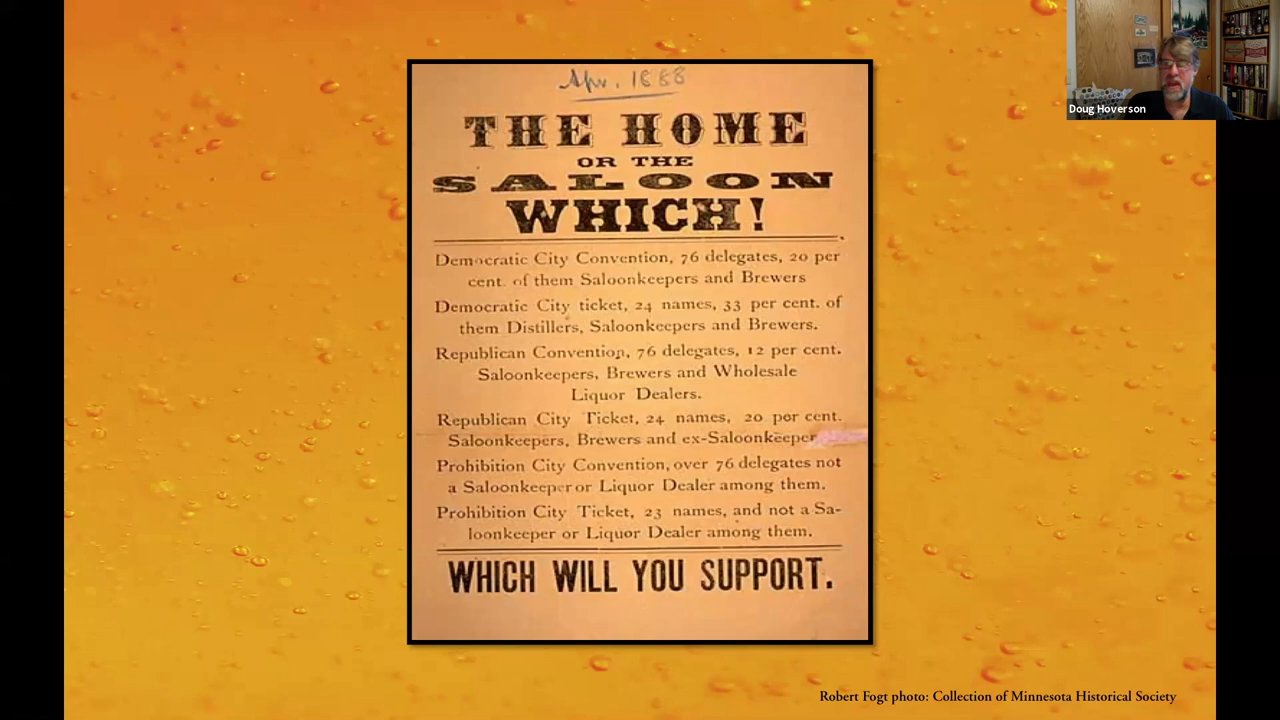 Apr. 1888
THE HOME
OR THE
SALOON
WHICH!
Democratic City Convention, 76 delegates, 20 per
cent. of them Saloonkeepers and Brewers
Democratic City ticket, 24 names, 33 per cent. of
them Distillers, Saloonkeepers and Brewers.
Republican Convention, 76 delegates, 12 per cent.
Saloonkeepers, Brewers and Wholesale
Liquor Dealers.
Republican City Ticket, 24 names, 20 per cent.
Saloonkeepers, Brewers and ex-Saloonkeeper
Prohibition City Convention, over 76 delegates not
a Saloonkeeper or Liquor Dealer among them.
Prohibition City Ticket, 23 names, and not a Sa-
loonkeeper or Liquor Dealer among them.
WHICH WILL YOU SUPPORT.
Doug Hoverson
Robert Fogt photo: Collection of Minnesota Historical Society